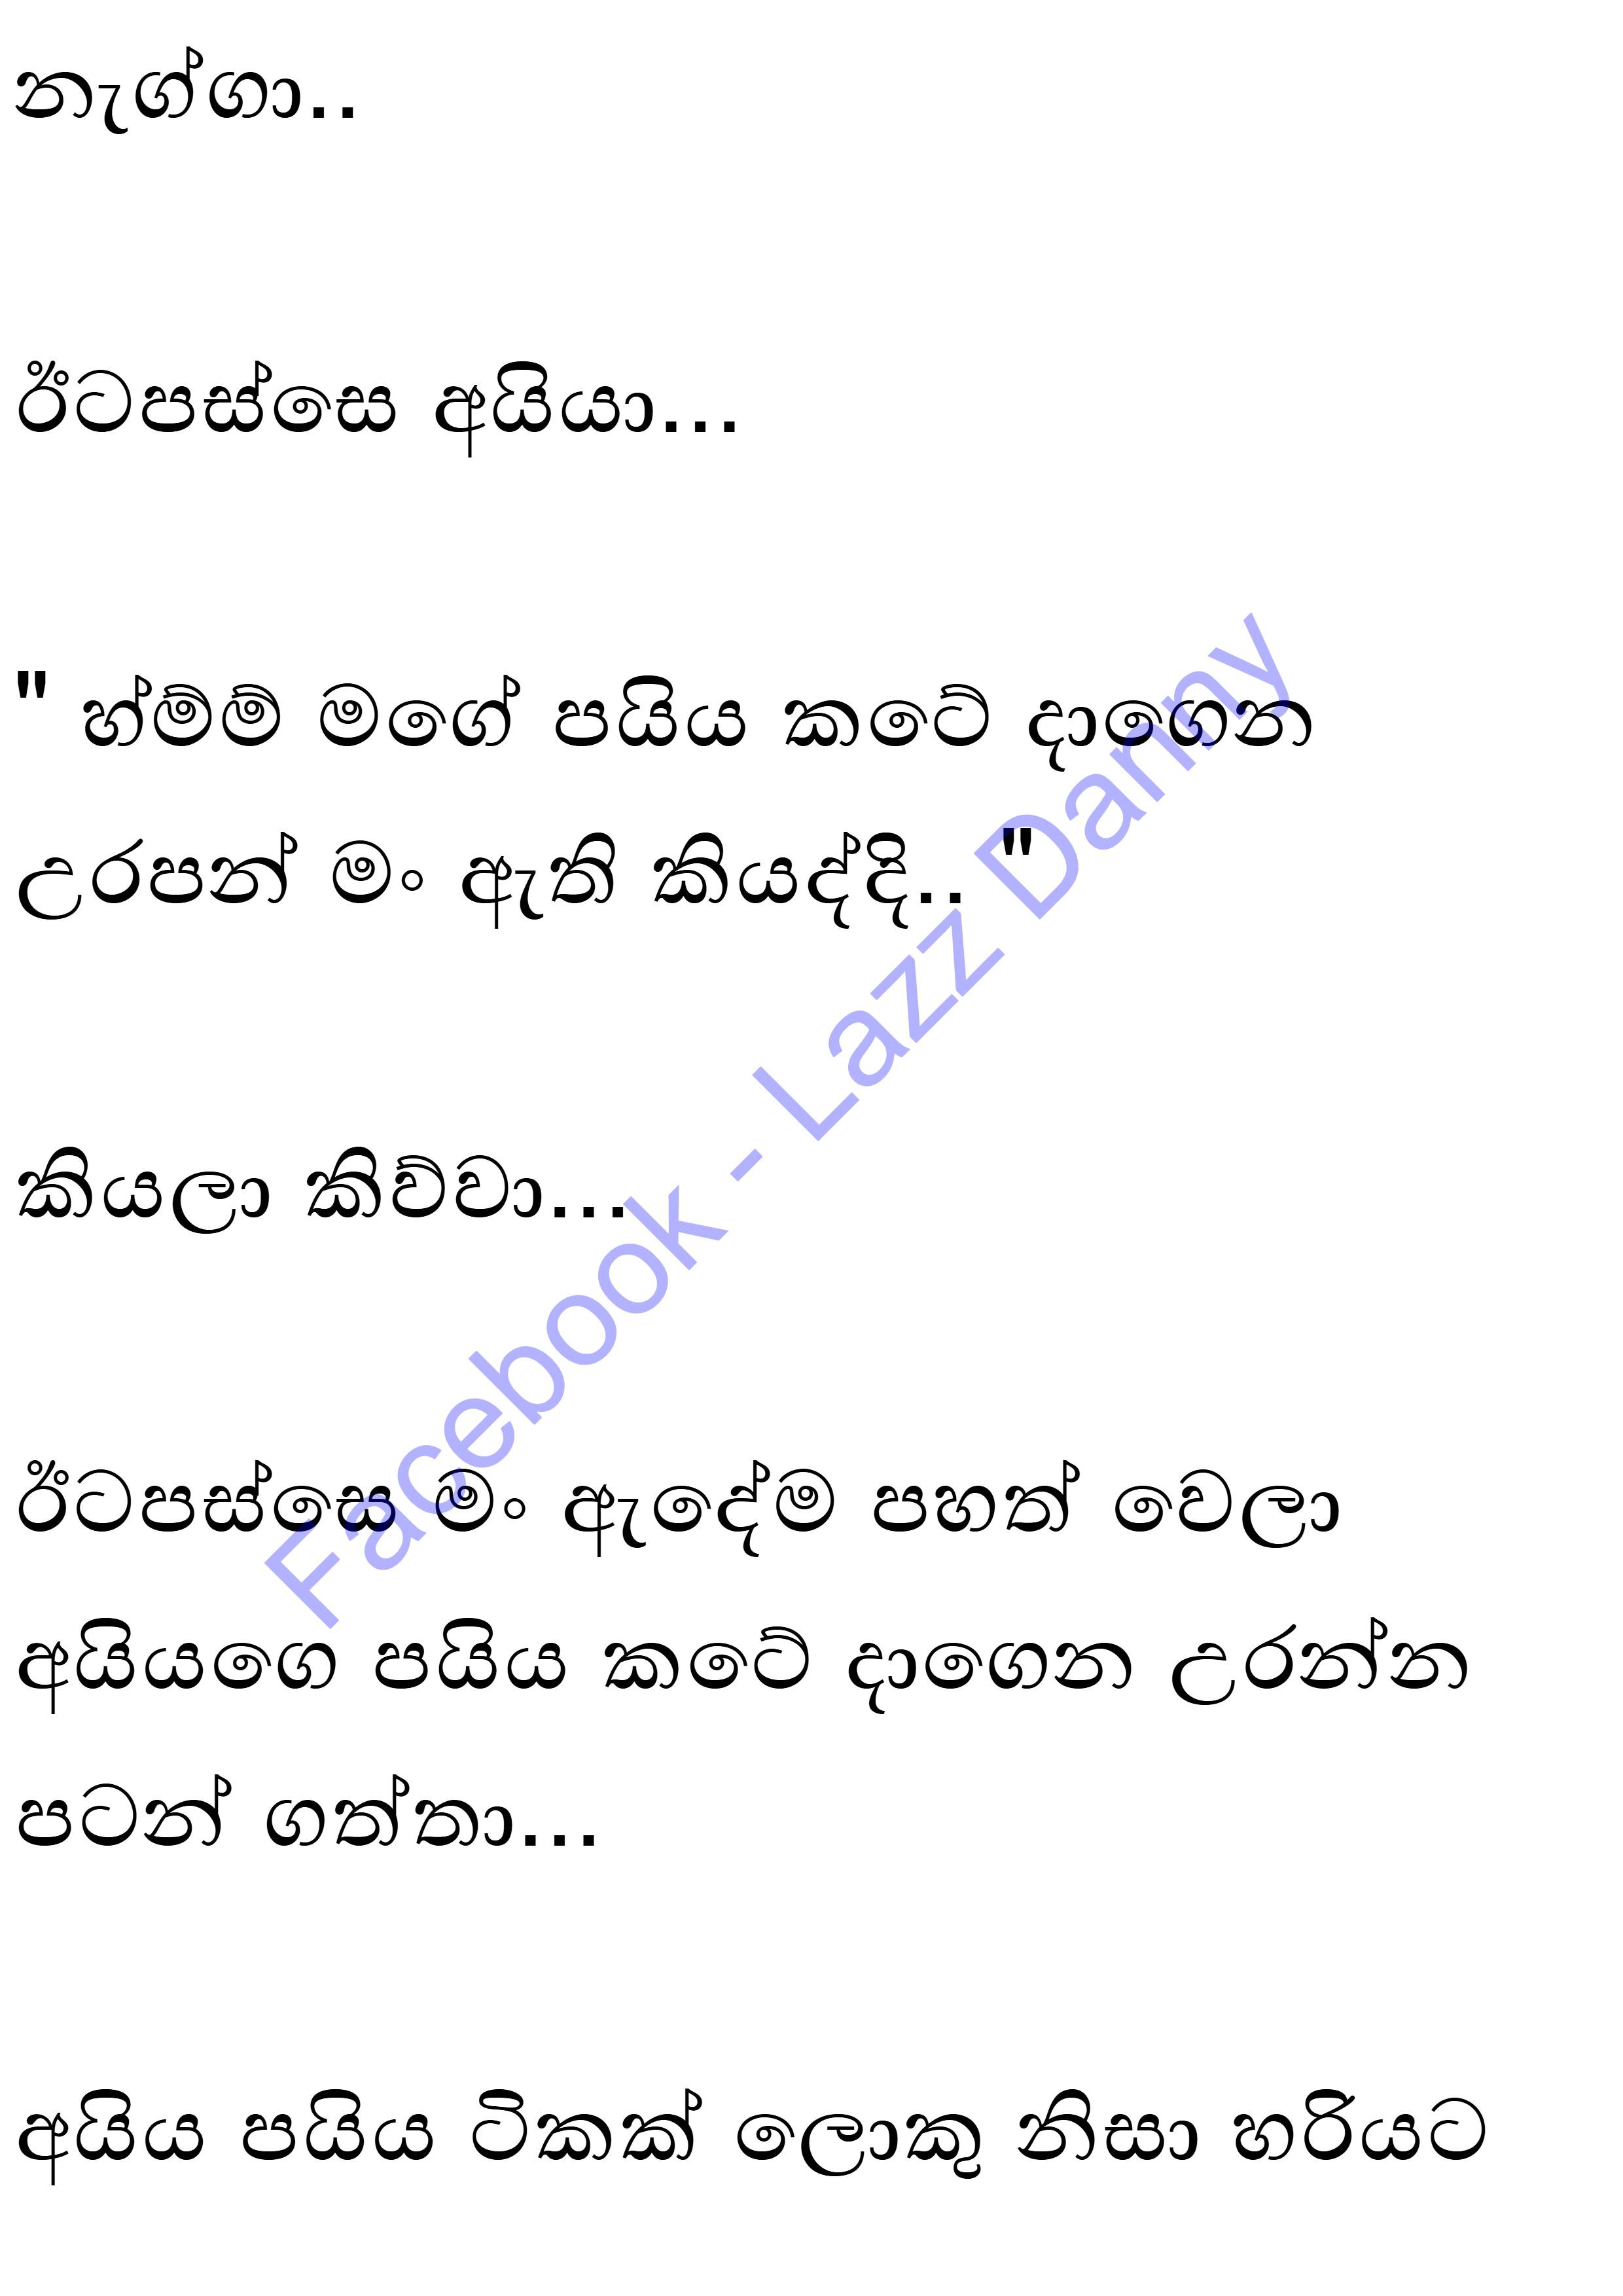 නැග්ගා..
ඊටපස්සෙ අයියා...
" හ්ම්ම් මගේ පයිය කටේ දාගෙන
උරපන් මං ඇති කියද්දි.. "
කියලා කිව්වා...
ඊටපස්සෙ මං ඇදේම පහත් වෙලා
අයියගෙ පයිය කටේ දාගෙන උරන්න
පටන් ගත්තා...
අයිය පයිය ටිකක් ලොකු නිසා හරියට
Facebook - Lazz Danny